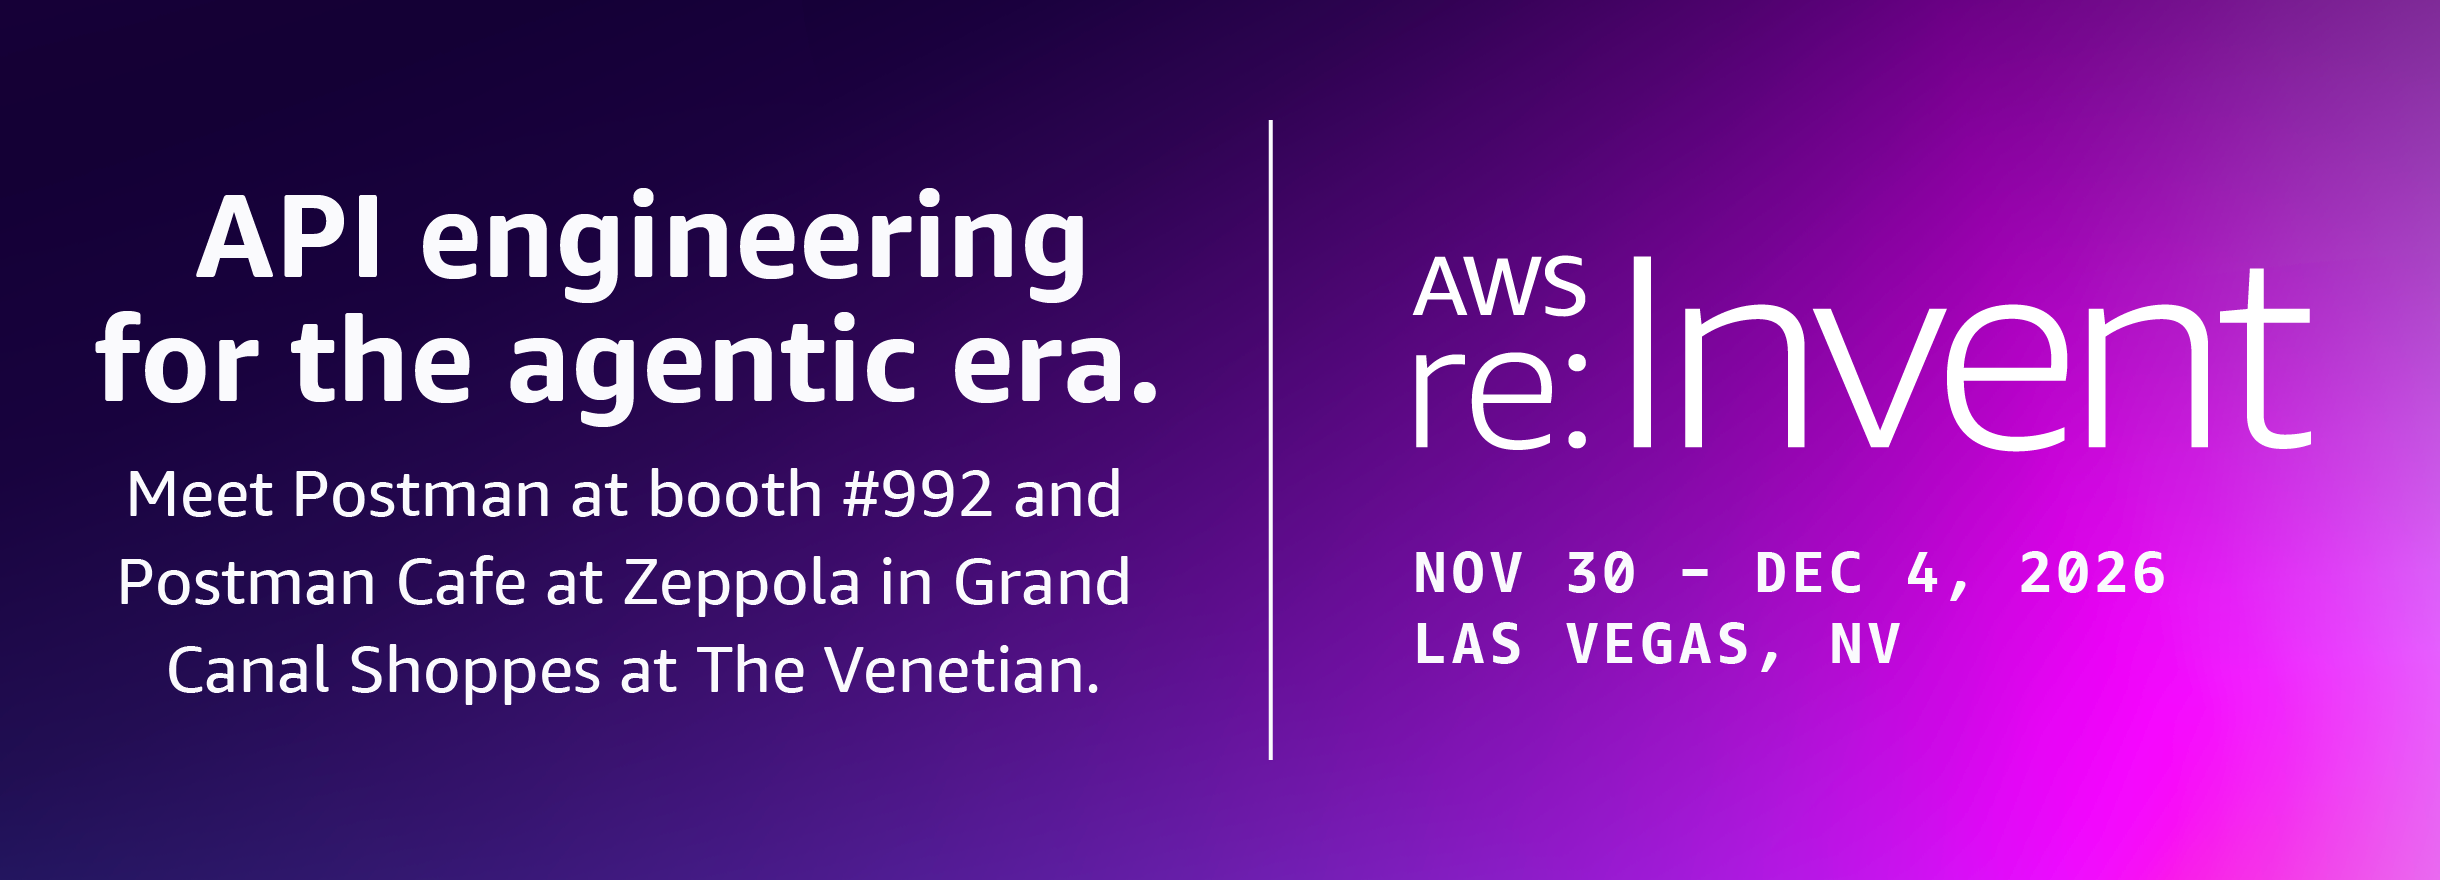 API engineering
for the agentic era.
Meet Postman at booth #992 and
Postman Cafe at Zeppola in Grand
Canal Shoppes at The Venetian.
AWS
re:Invent
NOV 30 – DEC 4, 2026
LAS VEGAS, NV